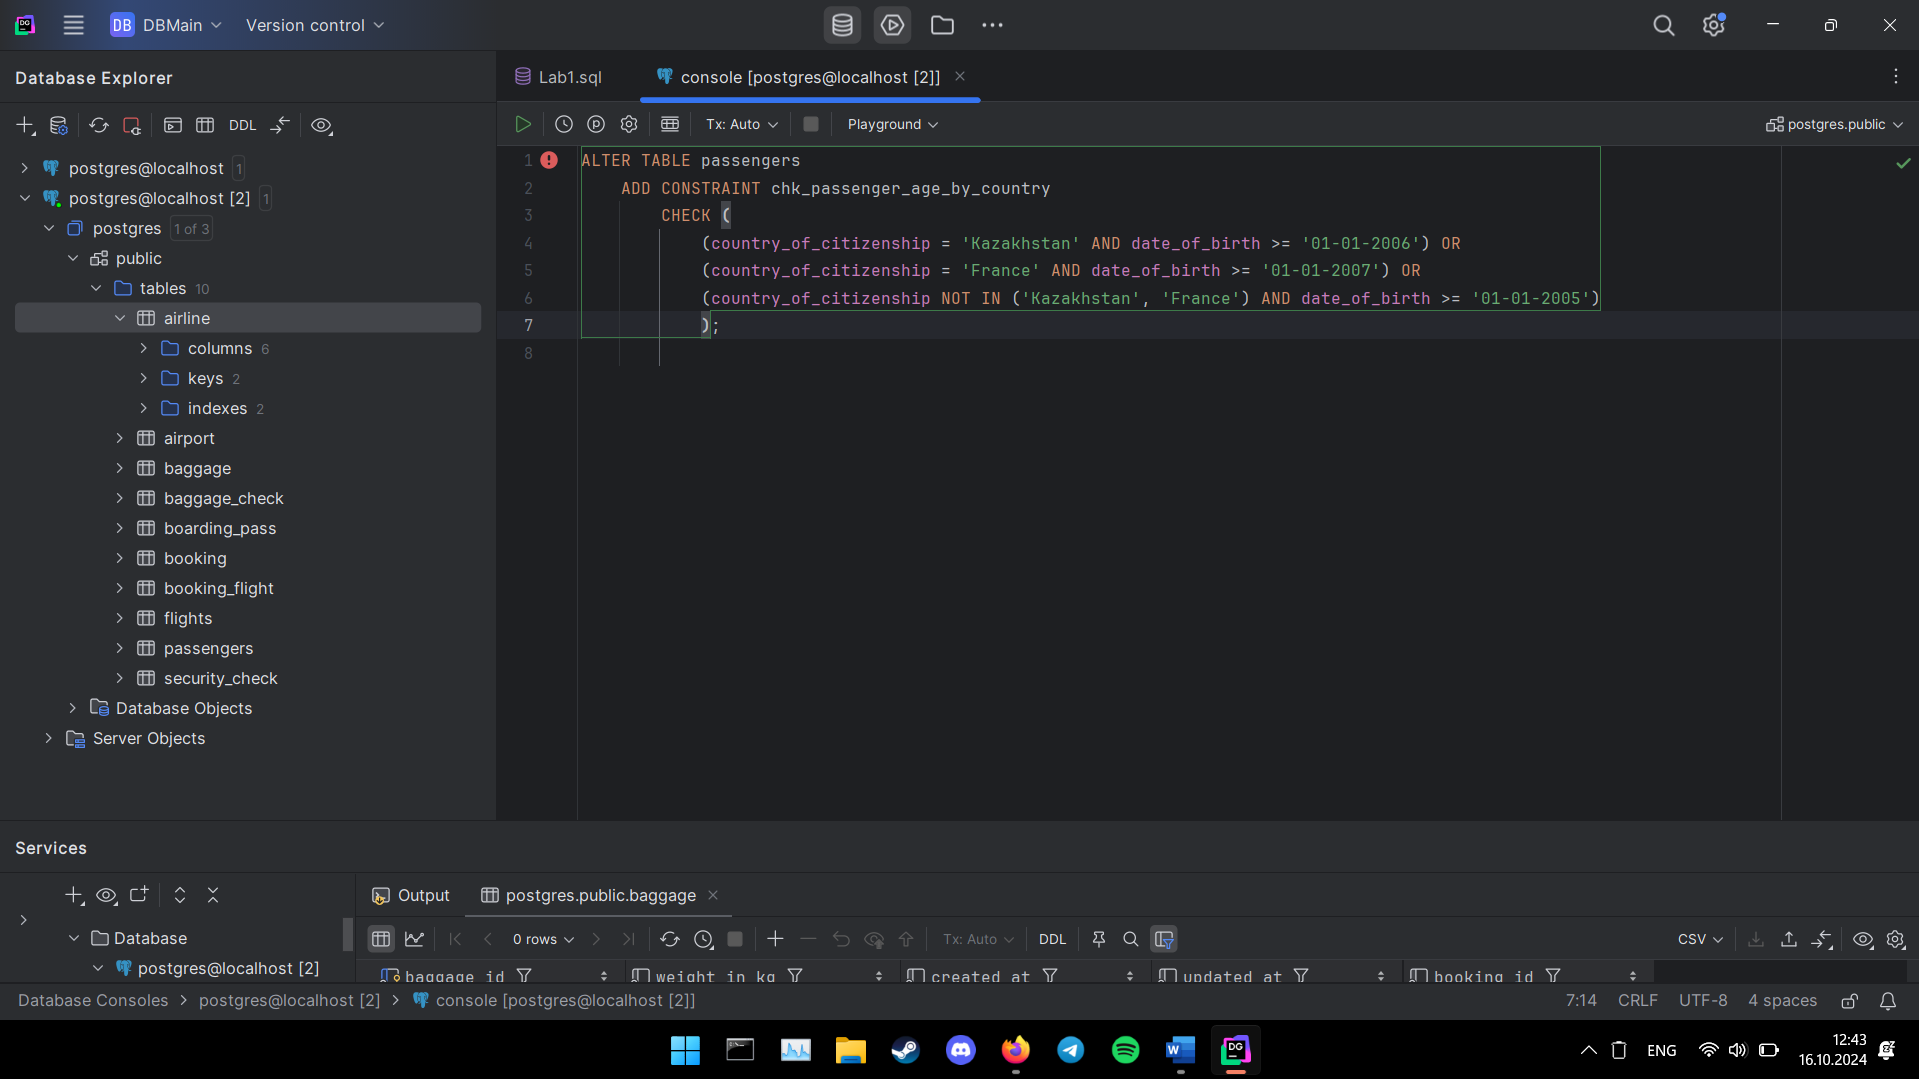 DB DBMain Version control
Database Explorer
Lab1.sql console [postgres@localhost [2]]
DDL
Tx: Auto Playground postgres.public
postgres@localhost 1
postgres@localhost [2] 1
postgres 1 of 3
public
tables 10
airline
columns 6
keys 2
indexes 2
airport
baggage
baggage_check
boarding_pass
booking
booking_flight
flights
passengers
security_check
Database Objects
Server Objects
1 ALTER TABLE passengers
2 ADD CONSTRAINT chk_passenger_age_by_country
3 CHECK (
4 (country_of_citizenship = 'Kazakhstan' AND date_of_birth >= '01-01-2006') OR
5 (country_of_citizenship = 'France' AND date_of_birth >= '01-01-2007') OR
6 (country_of_citizenship NOT IN ('Kazakhstan', 'France') AND date_of_birth >= '01-01-2005')
7 );
8
Services
Output postgres.public.baggage
0 rows Tx: Auto DDL CSV
Database
postgres@localhost [2]
baggage_id weight_in_kg created_at updated_at booking_id
Database Consoles > postgres@localhost [2] > console [postgres@localhost [2]]
7:14 CRLF UTF-8 4 spaces
DG
ENG
12:43
16.10.2024